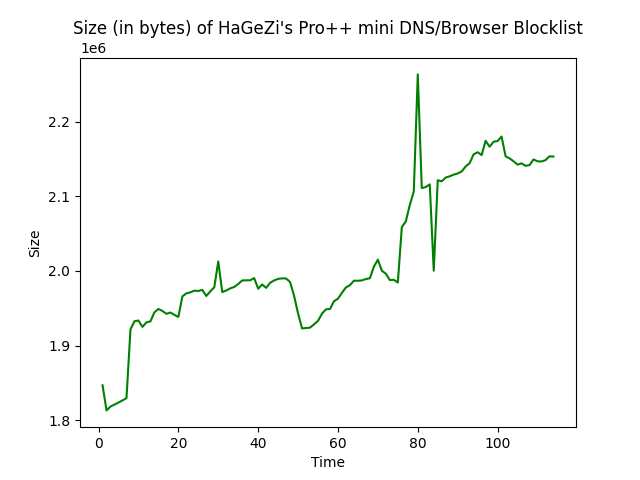 Size (in bytes) of HaGeZi's Pro++ mini DNS/Browser Blocklist
1e6
2.2
2.1
2.0
1.9
1.8
Size
0 20 40 60 80 100
Time